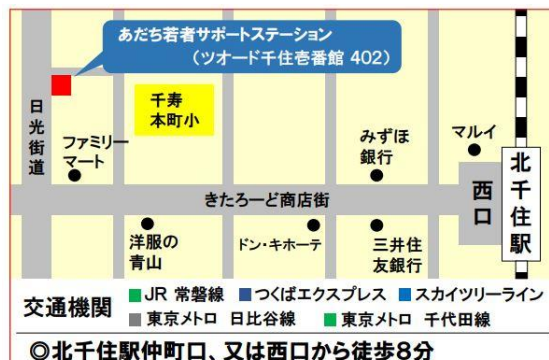 あだち若者サポートステーション
（ツオード千住壱番館 402）
日光街道
千寿
本町小
ファミリー
マート
みずほ
銀行
マルイ
北千住駅
西口
きたろーど商店街
洋服の
青山
ドン・キホーテ
三井住
友銀行
交通機関 JR 常磐線 つくばエクスプレス スカイツリーライン
東京メトロ 日比谷線 東京メトロ 千代田線
◎北千住駅仲町口、又は西口から徒歩8分